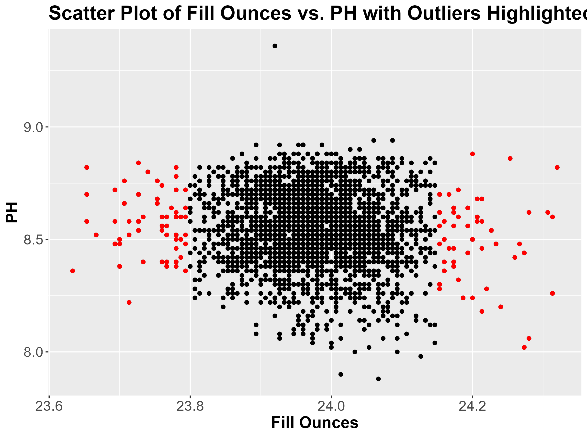 Scatter Plot of Fill Ounces vs. PH with Outliers Highlighted
9.0
8.5
8.0
PH
23.6 23.8 24.0 24.2
Fill Ounces